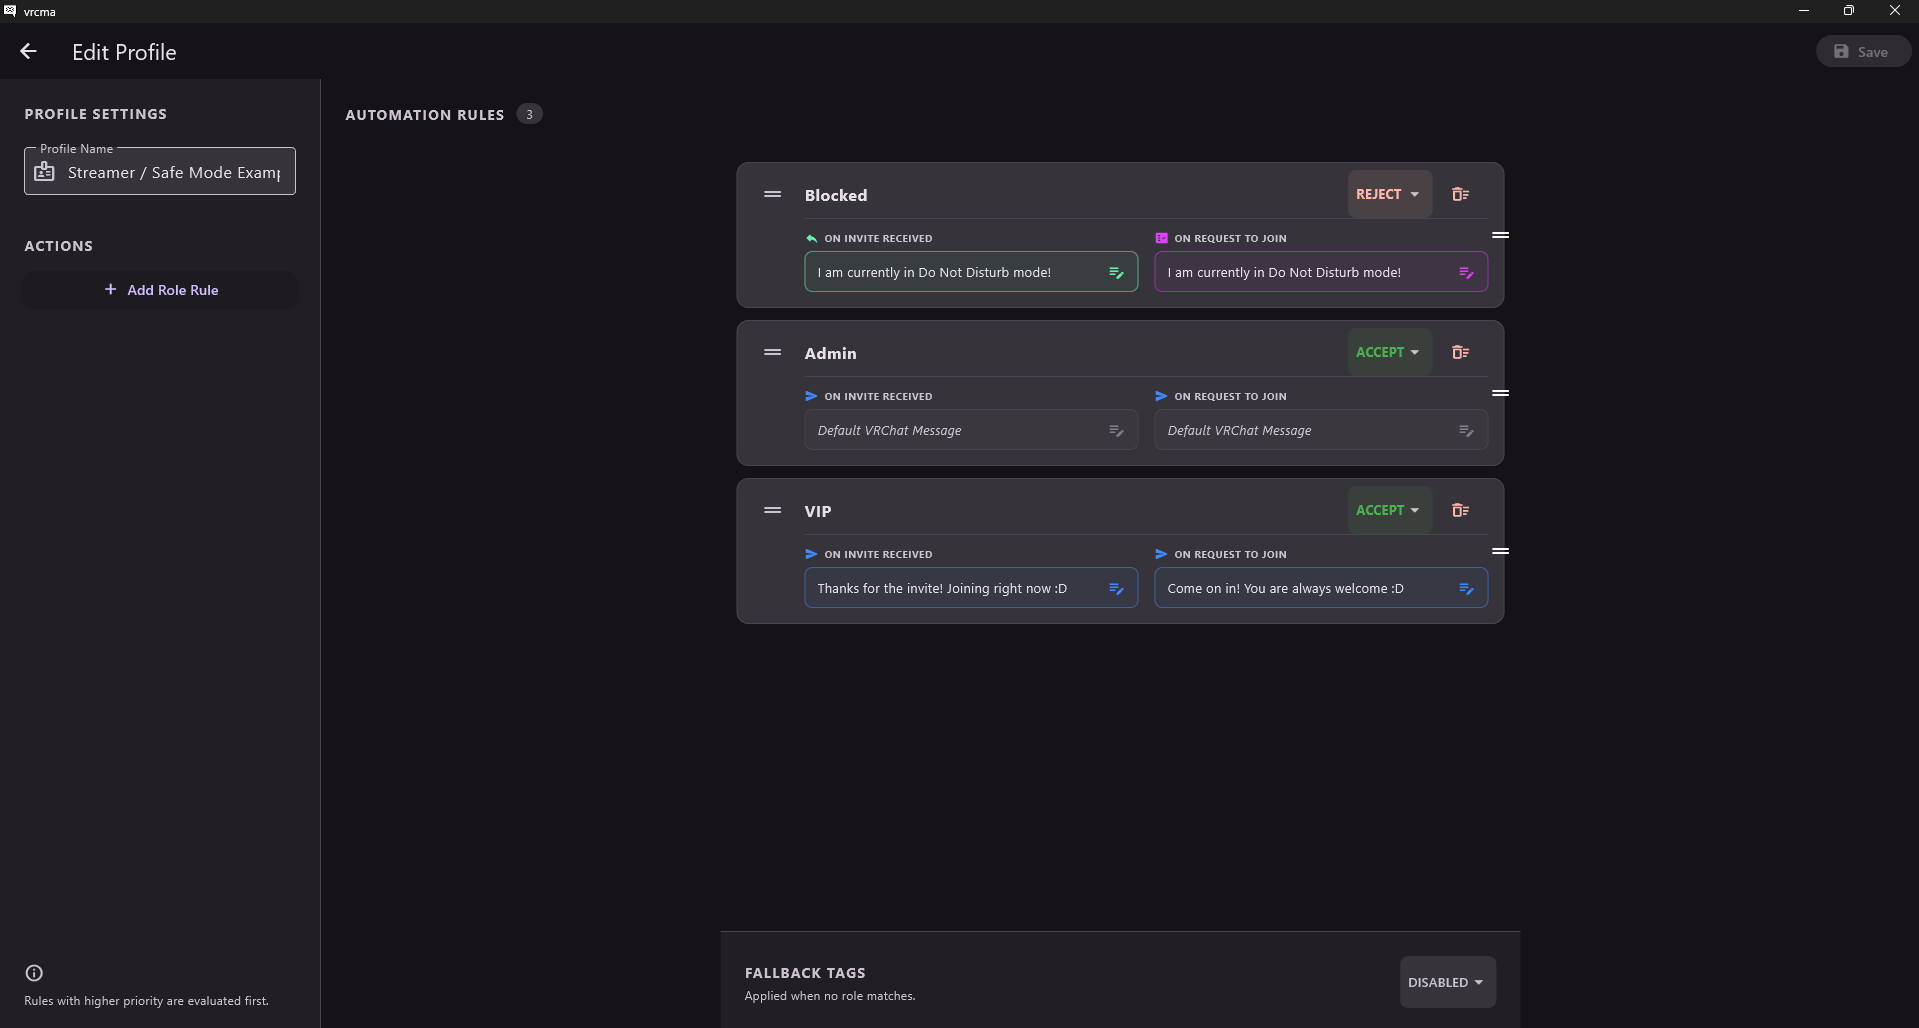 vrcma
Edit Profile
Save
PROFILE SETTINGS
Profile Name
Streamer / Safe Mode Examp
ACTIONS
Add Role Rule
Rules with higher priority are evaluated first.
AUTOMATION RULES 3
Blocked
REJECT
ON INVITE RECEIVED
I am currently in Do Not Disturb mode!
ON REQUEST TO JOIN
I am currently in Do Not Disturb mode!
Admin
ACCEPT
ON INVITE RECEIVED
Default VRChat Message
ON REQUEST TO JOIN
Default VRChat Message
VIP
ACCEPT
ON INVITE RECEIVED
Thanks for the invite! Joining right now :D
ON REQUEST TO JOIN
Come on in! You are always welcome :D
FALLBACK TAGS
Applied when no role matches.
DISABLED